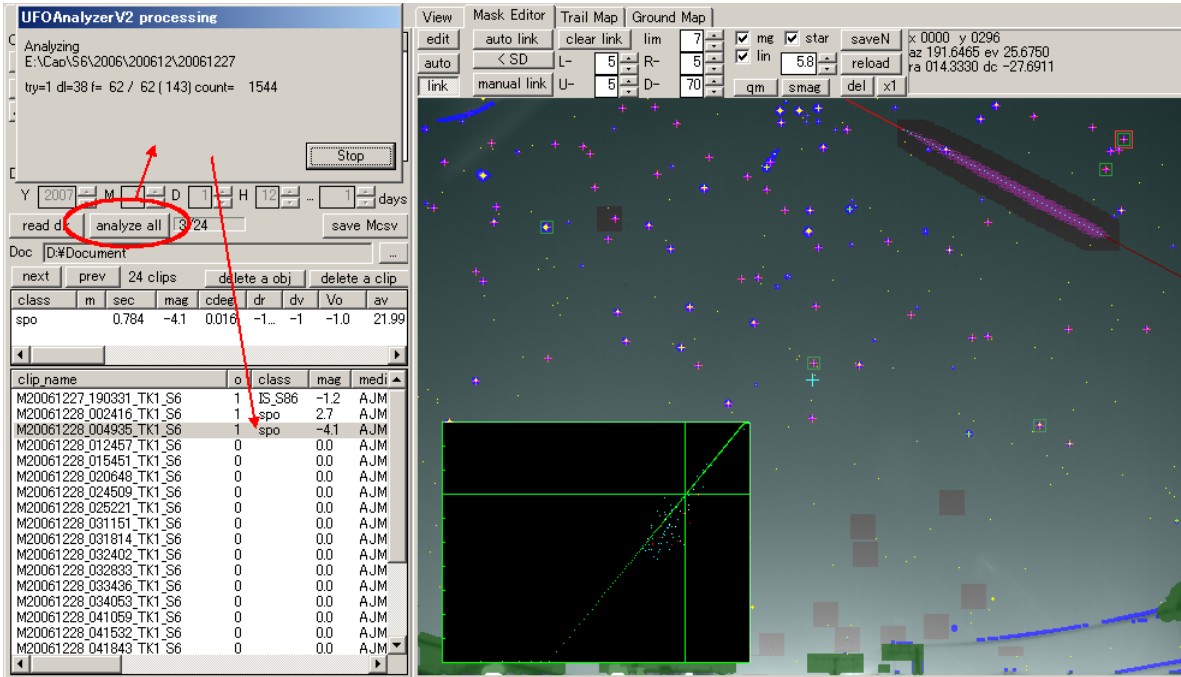 UFOAnalyzerV2 processing
Analyzing
E:\Cap\S6\2006\200612\20061227
try=1 dl=38 f= 62 / 62 ( 143) count= 1544
Stop
Y 2007 M D 1 H 12 ... 1 days
read dir analyze all 3/24 save Mcsv
Doc D:¥Document ...
next prev 24 clips delete a obj delete a clip
class m sec mag cdeg dr dv Vo av
spo 0.784 -4.1 0.016 -1... -1 -1.0 21.99
clip_name o class mag medi
M20061227_190331_TK1_S6 1 IS_S86 -1.2 AJM
M20061228_002416_TK1_S6 1 spo 2.7 AJM
M20061228_004935_TK1_S6 1 spo -4.1 AJM
M20061228_012457_TK1_S6 0 0.0 AJM
M20061228_015451_TK1_S6 0 0.0 AJM
M20061228_020648_TK1_S6 0 0.0 AJM
M20061228_024509_TK1_S6 0 0.0 AJM
M20061228_025221_TK1_S6 0 0.0 AJM
M20061228_031151_TK1_S6 0 0.0 AJM
M20061228_031814_TK1_S6 0 0.0 AJM
M20061228_032402_TK1_S6 0 0.0 AJM
M20061228_032833_TK1_S6 0 0.0 AJM
M20061228_033436_TK1_S6 0 0.0 AJM
M20061228_034053_TK1_S6 0 0.0 AJM
M20061228_041059_TK1_S6 0 0.0 AJM
M20061228_041532_TK1_S6 0 0.0 AJM
M20061228_041843_TK1_S6 0 0.0 AJM
View Mask Editor Trail Map Ground Map
edit auto link clear link lim 7 mg star saveN x 0000 y 0296
auto < SD L- 5 R- 5 lin 5.8 reload az 191.6465 ev 25.6750
ra 014.3330 dc -27.6911
link manual link U- 5 D- 70 qm smag del x1